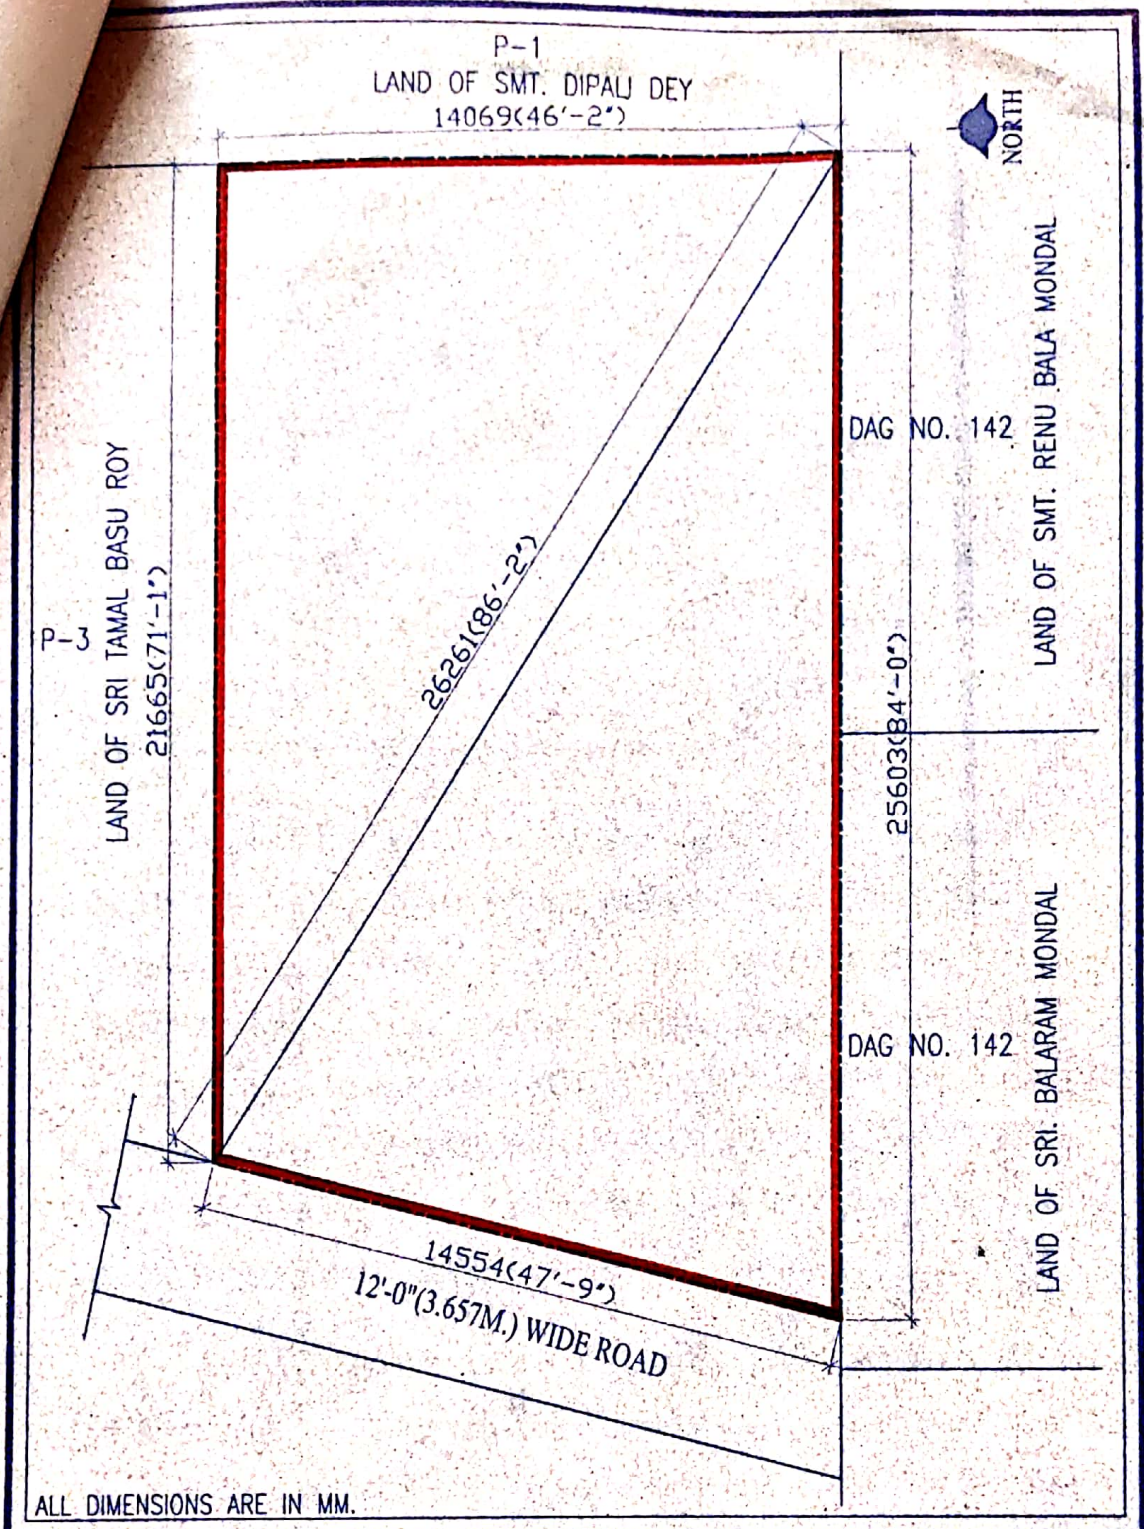 P-1
LAND OF SMT. DIPALI DEY
14069(46'-2")
NORTH
LAND OF SMT. RENU BALA MONDAL
DAG NO. 142
LAND OF SRI TAMAL BASU ROY
P-3
21665(71'-1")
26261(86'-2")
25603(84'-0")
DAG NO. 142
LAND OF SRI. BALARAM MONDAL
14554(47'-9")
12'-0"(3.657M.) WIDE ROAD
ALL DIMENSIONS ARE IN MM.